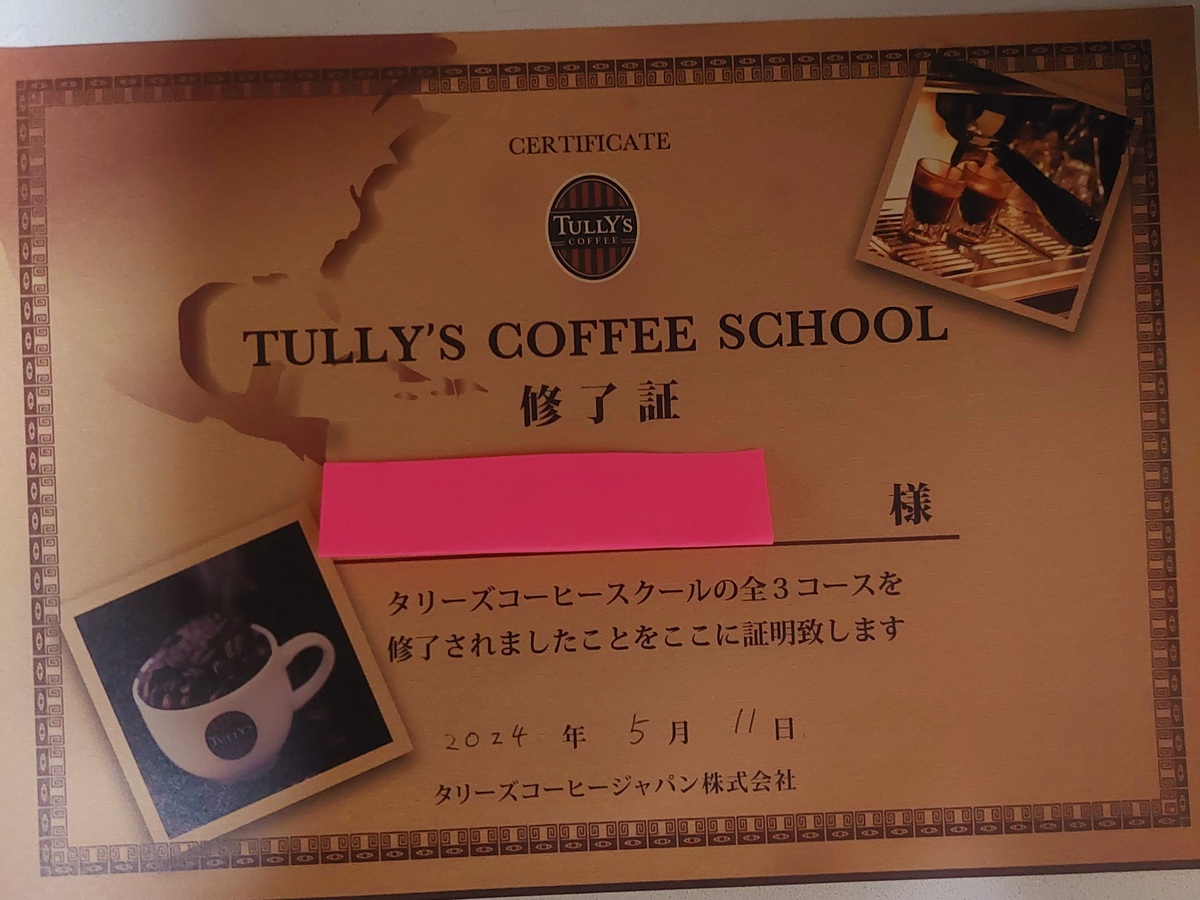 CERTIFICATE
TULLY'S
COFFEE
TULLY'S COFFEE SCHOOL
修了証
様
タリーズコーヒースクールの全3コースを
修了されましたことをここに証明致します
TULLY'S
2024 年 5 月 11 日
タリーズコーヒージャパン株式会社